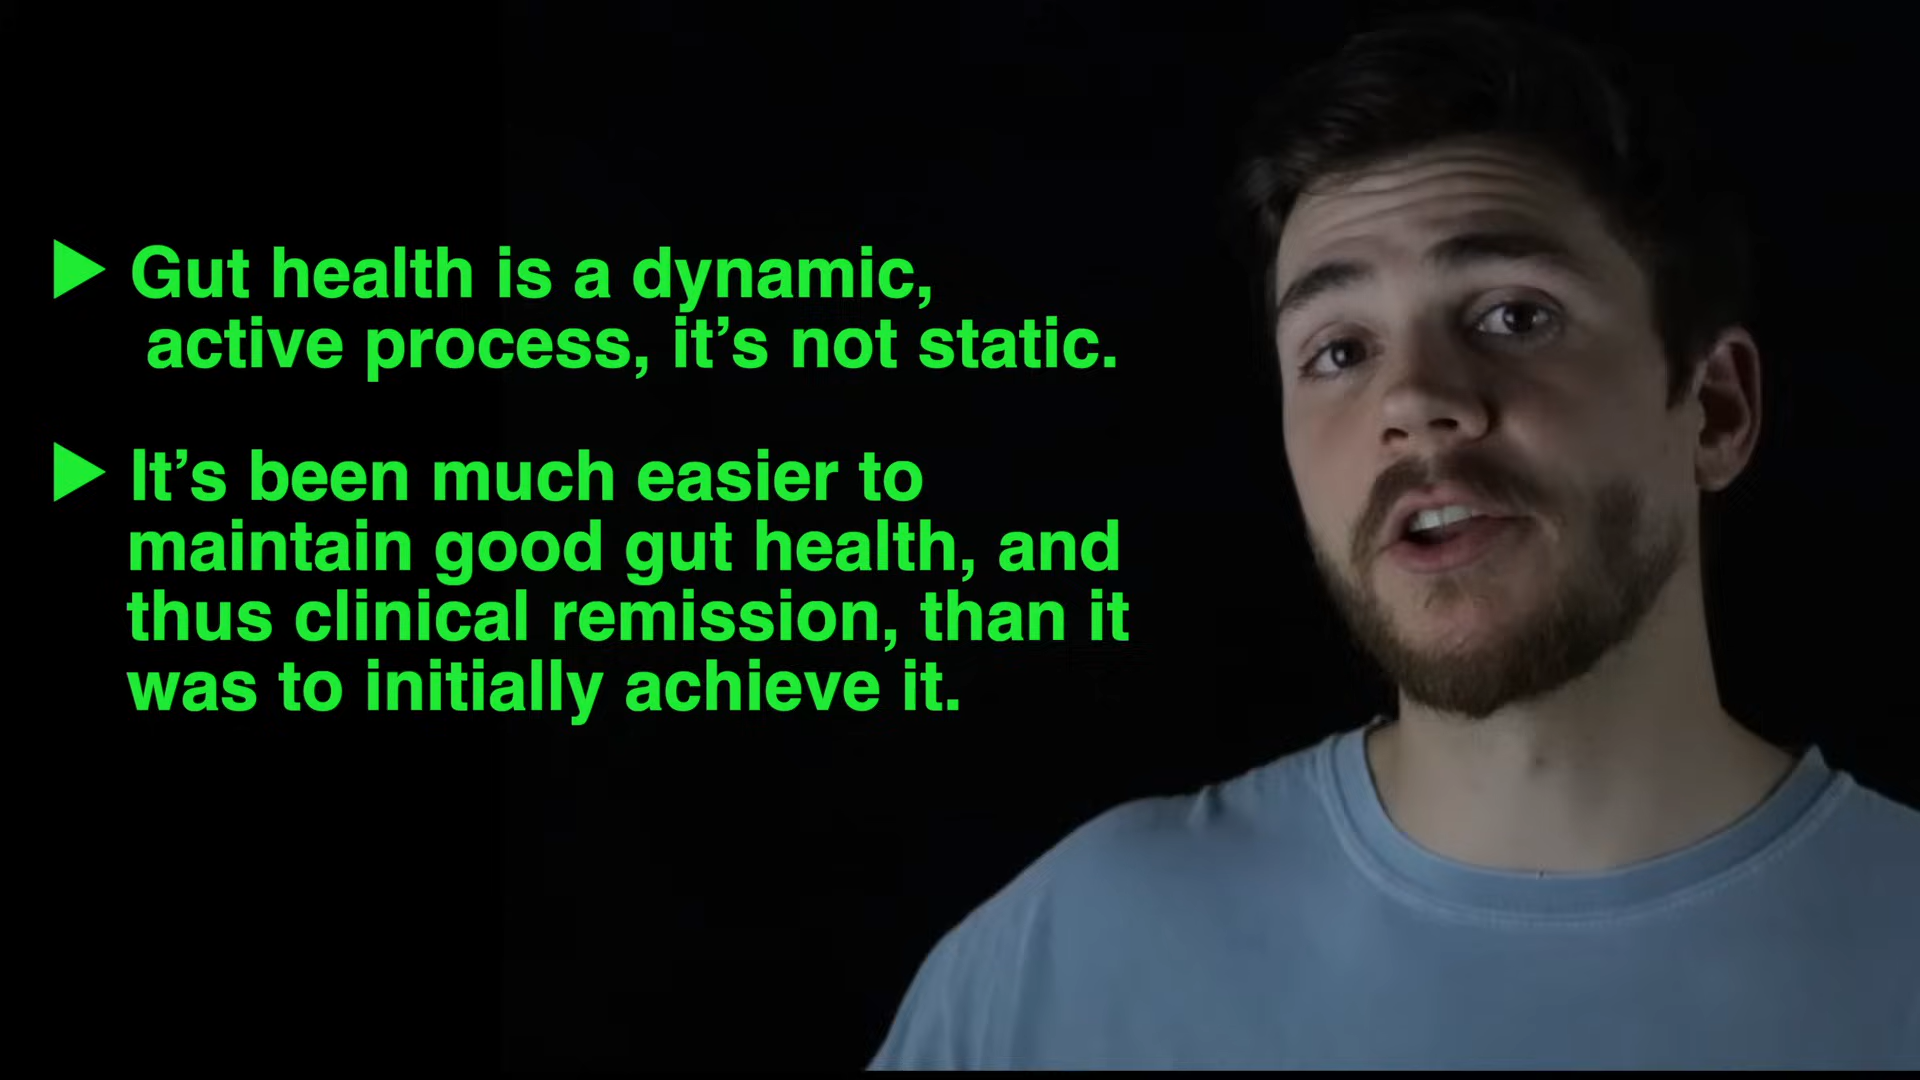 ▶ Gut health is a dynamic,
active process, it’s not static.
▶ It’s been much easier to
maintain good gut health, and
thus clinical remission, than it
was to initially achieve it.